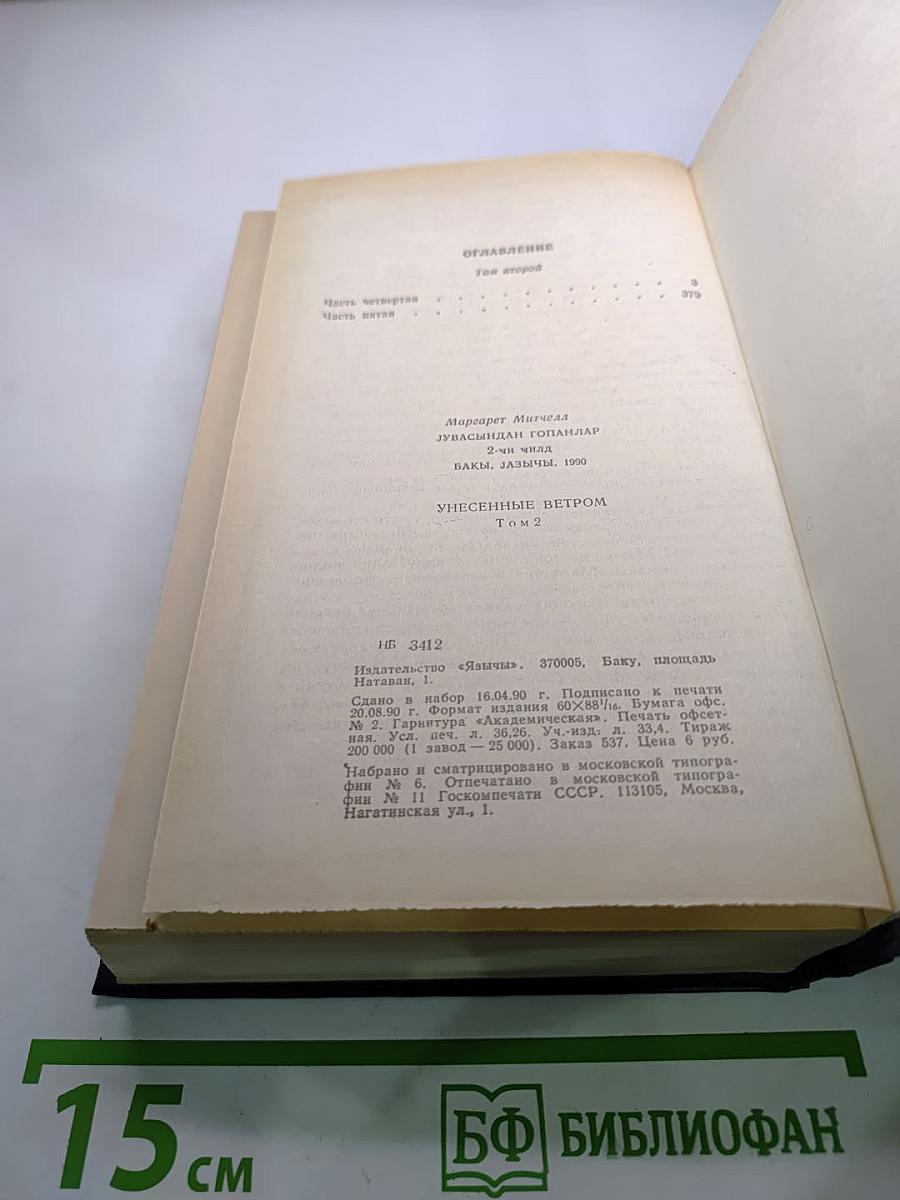 ОГЛАВЛЕНИЕ
Том второй
Часть четвертая . . . . . . . . . . . 3
Часть пятая . . . . . . . . . . . . 379
Маргарет Митчелл
ЈУВАСЫНДАН ГОПАНЛАР
2-чи чилд
БАКЫ, ЈАЗЫЧЫ. 1990
УНЕСЕННЫЕ ВЕТРОМ
Том 2
НБ 3412
Издательство «Язычы». 370005, Баку, площадь
Натаван, 1.
Сдано в набор 16.04.90 г. Подписано к печати
20.08.90 г. Формат издания 60×88¹/₁₆. Бумага офс.
№ 2. Гарнитура «Академическая». Печать офсет-
ная. Усл. печ. л. 36,26. Уч.-изд. л. 33,4. Тираж
200 000 (1 завод — 25 000). Заказ 537. Цена 6 руб.
Набрано и сматрицировано в московской типогра-
фии № 6. Отпечатано в московской типогра-
фии № 11 Госкомпечати СССР. 113105, Москва,
Нагатинская ул., 1.
15 см
БФ БИБЛИОФАН